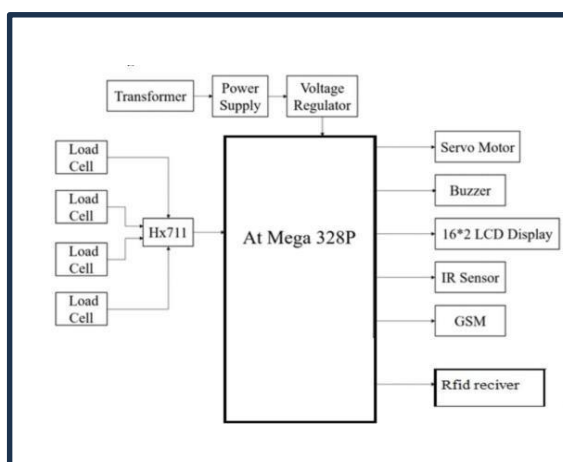 Transformer
Power
Supply
Voltage
Regulator
Load
Cell
Load
Cell
Load
Cell
Load
Cell
Hx711
At Mega 328P
Servo Motor
Buzzer
16*2 LCD Display
IR Sensor
GSM
Rfid reciver